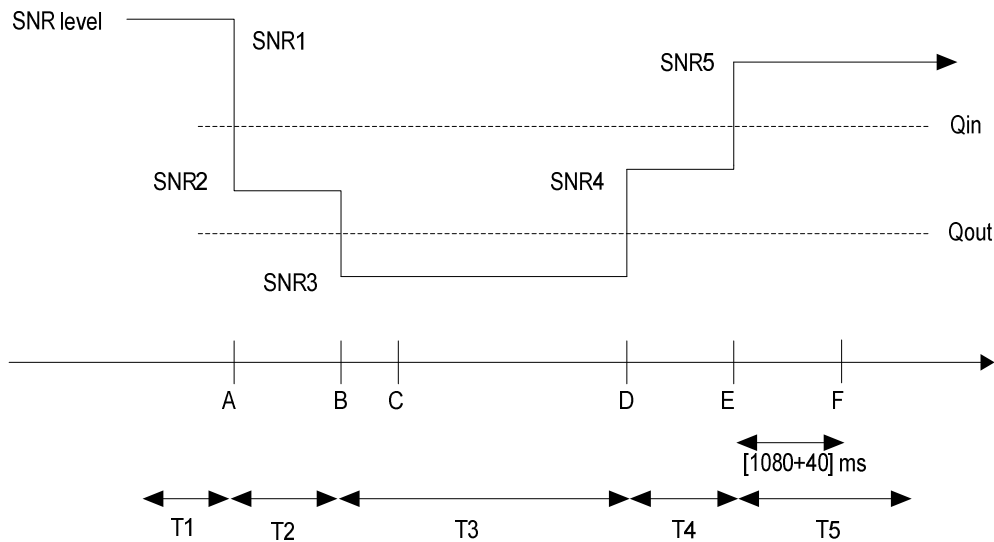 SNR level
SNR1
SNR5
Qin
SNR2
SNR4
Qout
SNR3
A B C D E F
[1080+40] ms
T1 T2 T3 T4 T5